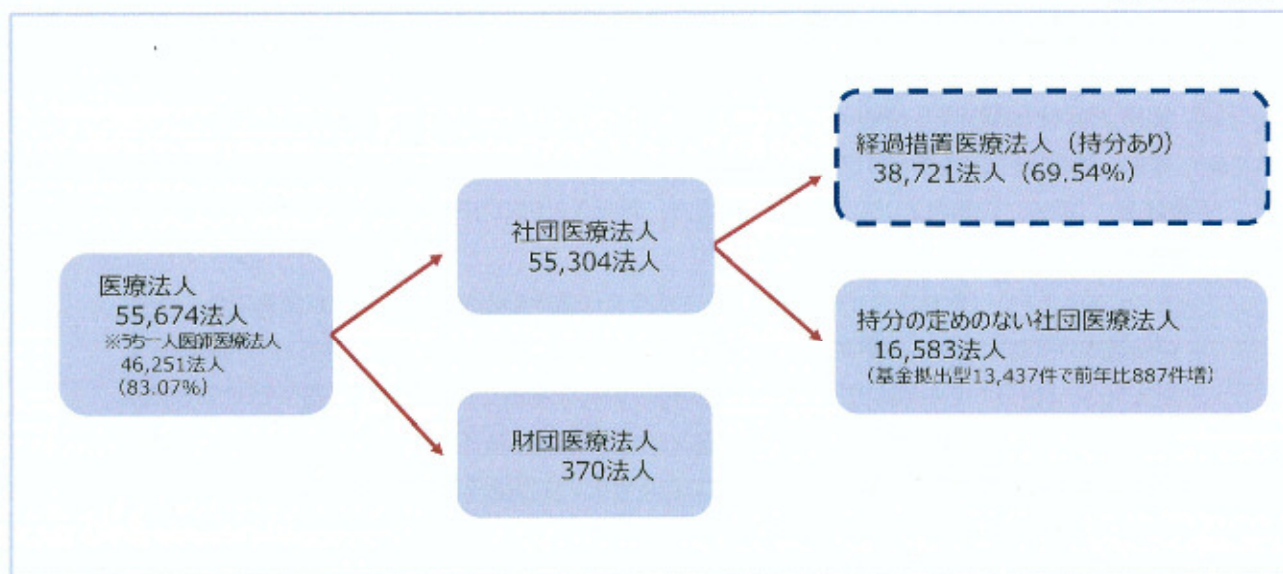 医療法人
55,674法人
※うち一人医師医療法人
46,251法人
(83.07%)
社団医療法人
55,304法人
財団医療法人
370法人
経過措置医療法人（持分あり）
38,721法人（69.54%）
持分の定めのない社団医療法人
16,583法人
（基金拠出型13,437件で前年比887件増）